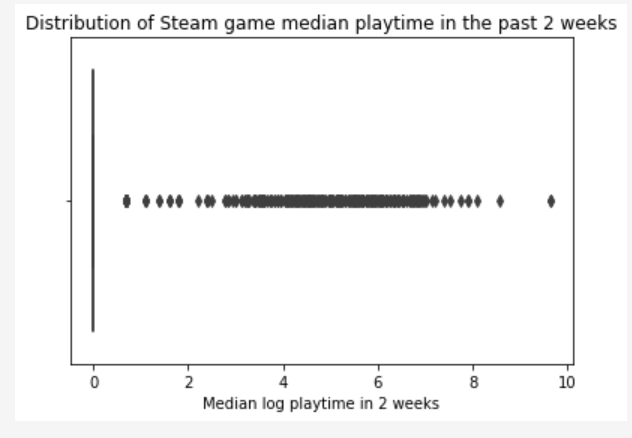 Distribution of Steam game median playtime in the past 2 weeks
0 2 4 6 8 10
Median log playtime in 2 weeks